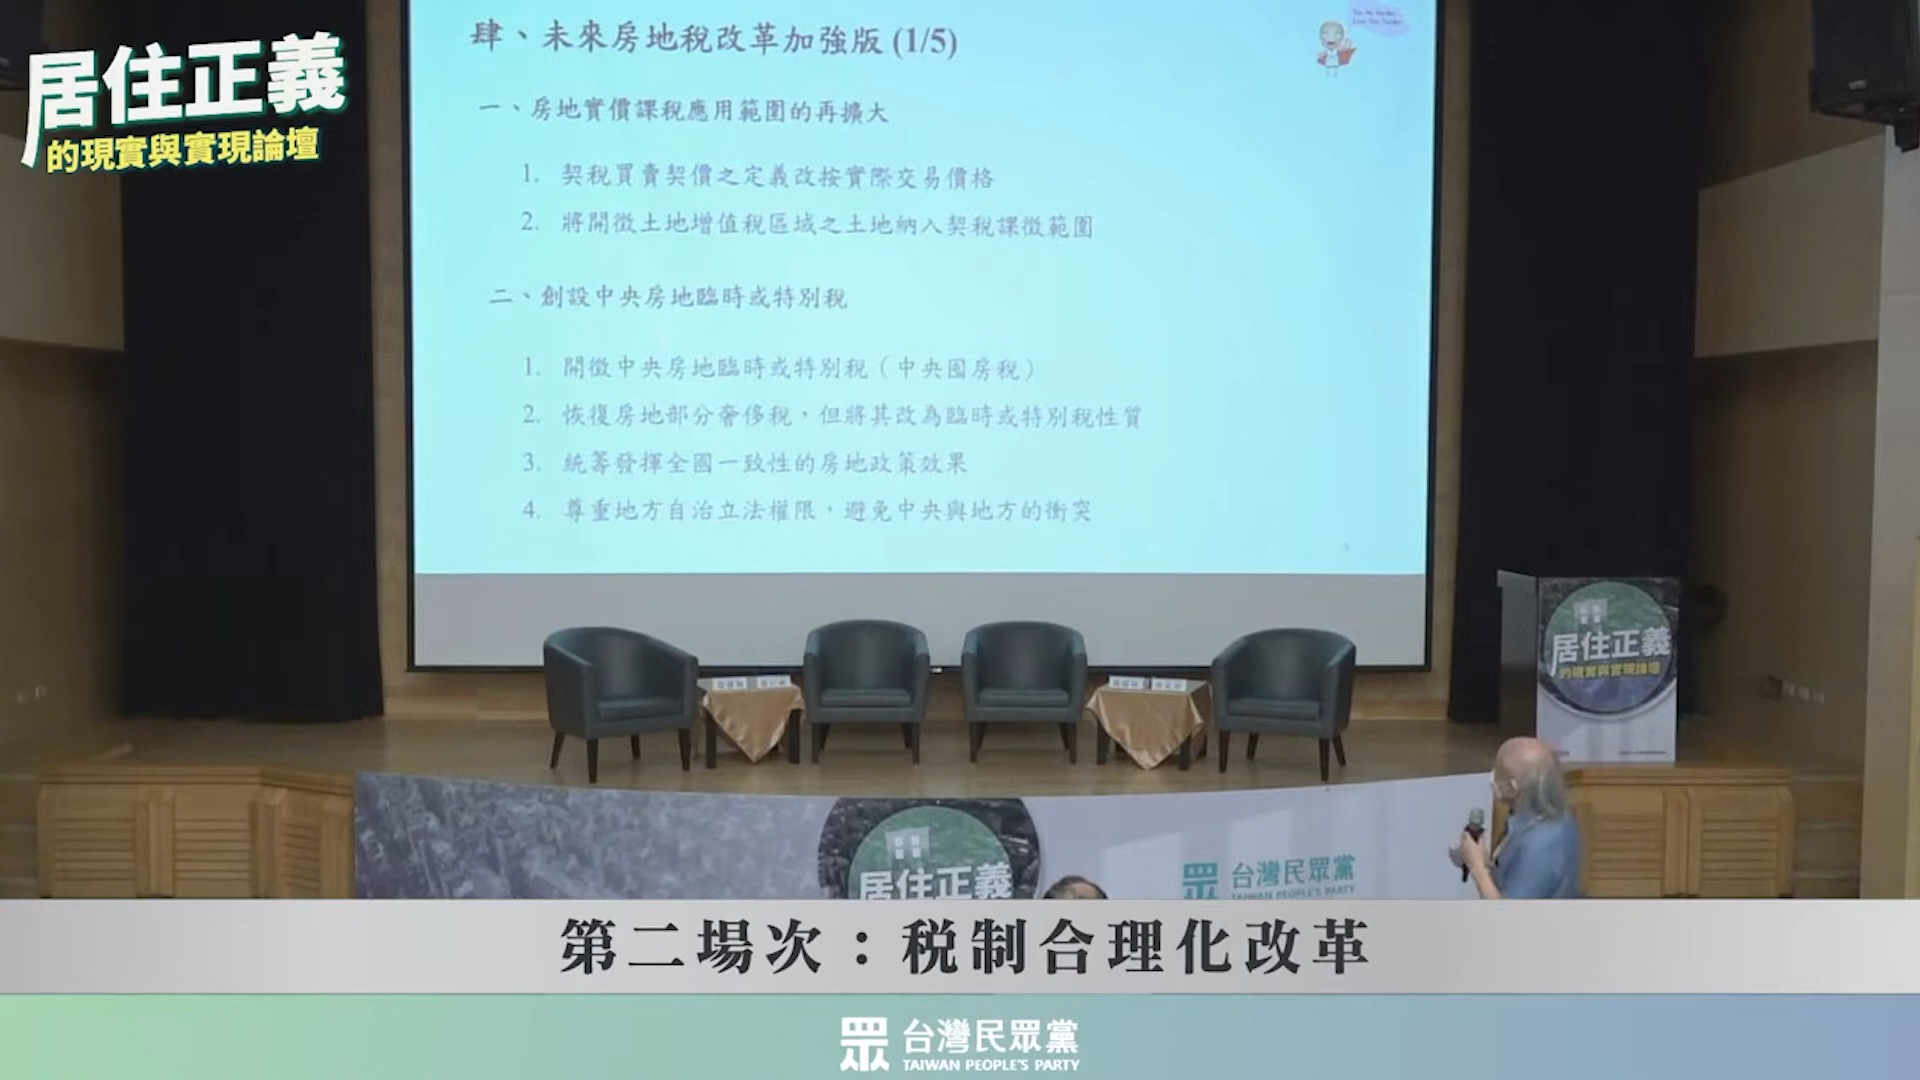 居住正義
的現實與實現論壇
肆、未來房地稅改革加強版 (1/5)
一、房地實價課稅應用範圍的再擴大
1. 契稅買賣契價之定義改按實際交易價格
2. 將開徵土地增值稅區域之土地納入契稅課徵範圍
二、創設中央房地臨時或特別稅
1. 開徵中央房地臨時或特別稅（中央囤房稅）
2. 恢復房地部分奢侈稅，但將其改為臨時或特別稅性質
3. 統籌發揮全國一致性的房地政策效果
4. 尊重地方自治立法權限，避免中央與地方的衝突
居住正義
的現實與實現論壇
居住正義
台灣民眾黨
TAIWAN PEOPLE'S PARTY
第二場次：稅制合理化改革
台灣民眾黨
TAIWAN PEOPLE'S PARTY